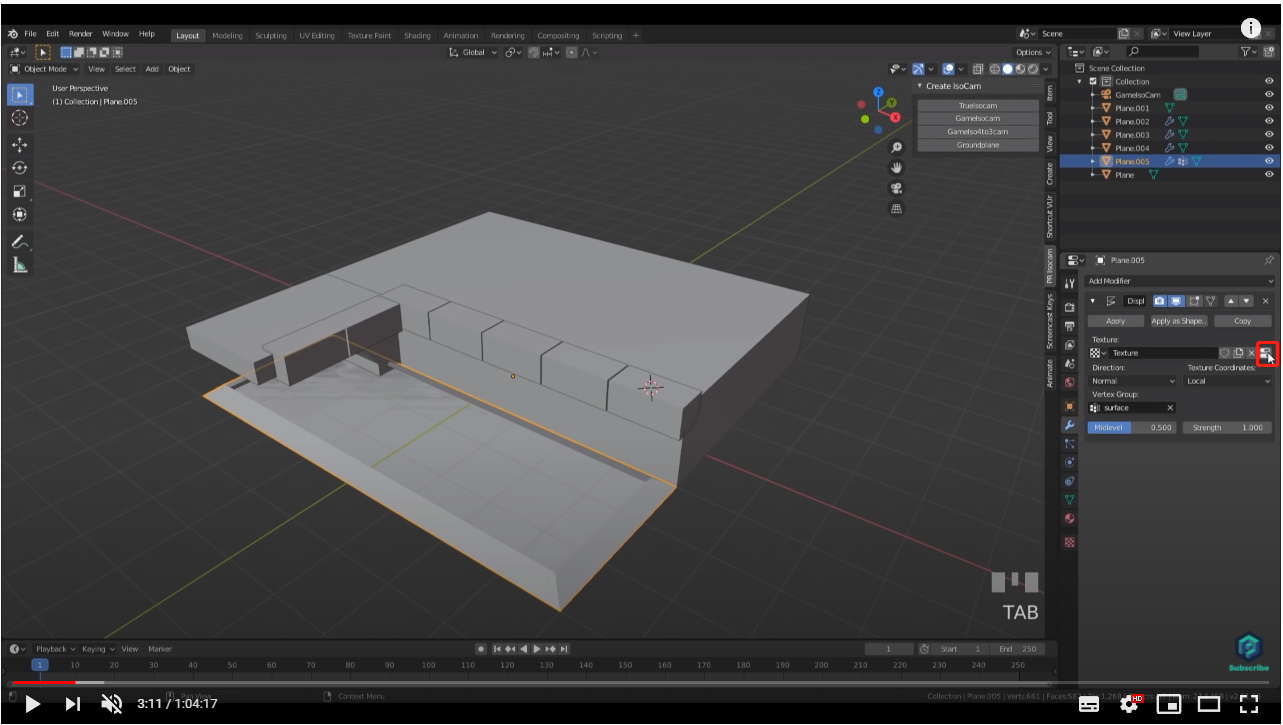 File Edit Render Window Help Layout Modeling Sculpting UV Editing Texture Paint Shading Animation Rendering Compositing Scripting + Scene View Layer
Global Options
Object Mode View Select Add Object
User Perspective
(1) Collection | Plane.005
Z
Y
X
Create IsoCam
TrueIsocam
GameIsocam
GameIso4to3cam
Groundplane
Item
Tool
View
Create
Shortcut VUr
PR Isocam
Screencast Keys
Animate
Scene Collection
Collection
GameIsoCam
Plane.001
Plane.002
Plane.003
Plane.004
Plane.005
Plane
Plane.005
Add Modifier
Displ
Apply Apply as Shape.. Copy
Texture:
Texture
Direction: Texture Coordinates:
Normal Local
Vertex Group:
surface
Midlevel 0.500 Strength 1.000
TAB
Subscribe
Playback Keying View Marker 1 Start 1 End 250
1 10 20 30 40 50 60 70 80 90 100 110 120 130 140 150 160 170 180 190 200 210 220 230 240 250
Pan View Context Menu Collection | Plane.005 | Verts:661 |
3:11 / 1:04:17 HD